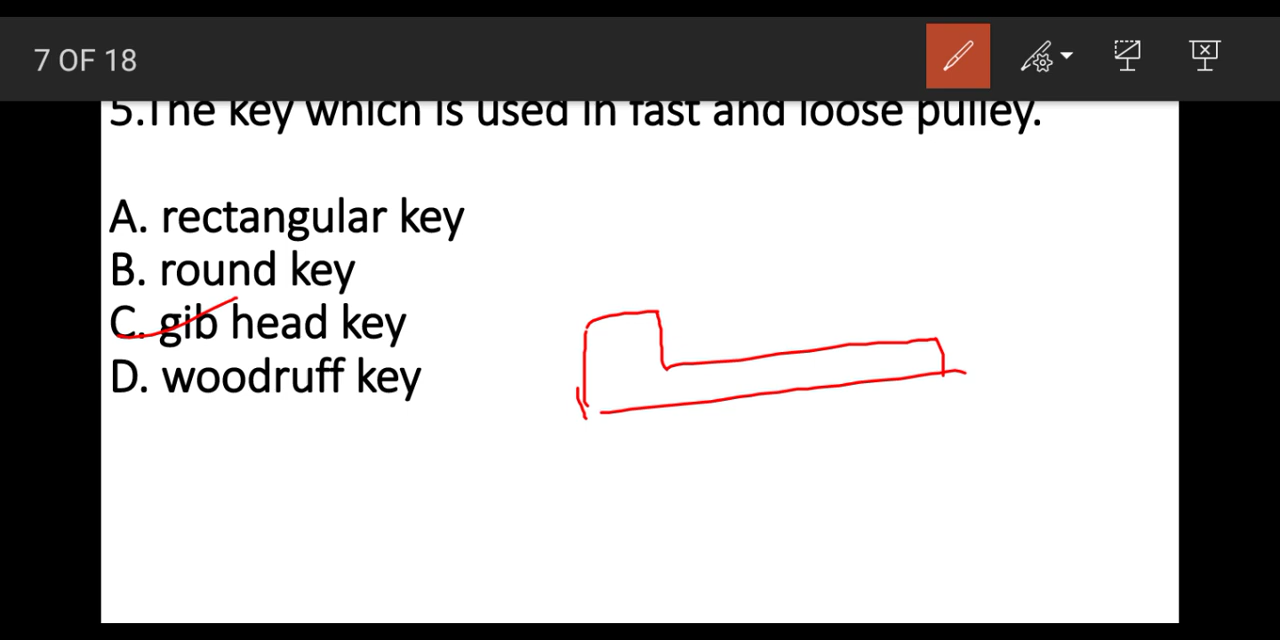 7 OF 18
5.The key which is used in fast and loose pulley.
A. rectangular key
B. round key
C. gib head key
D. woodruff key